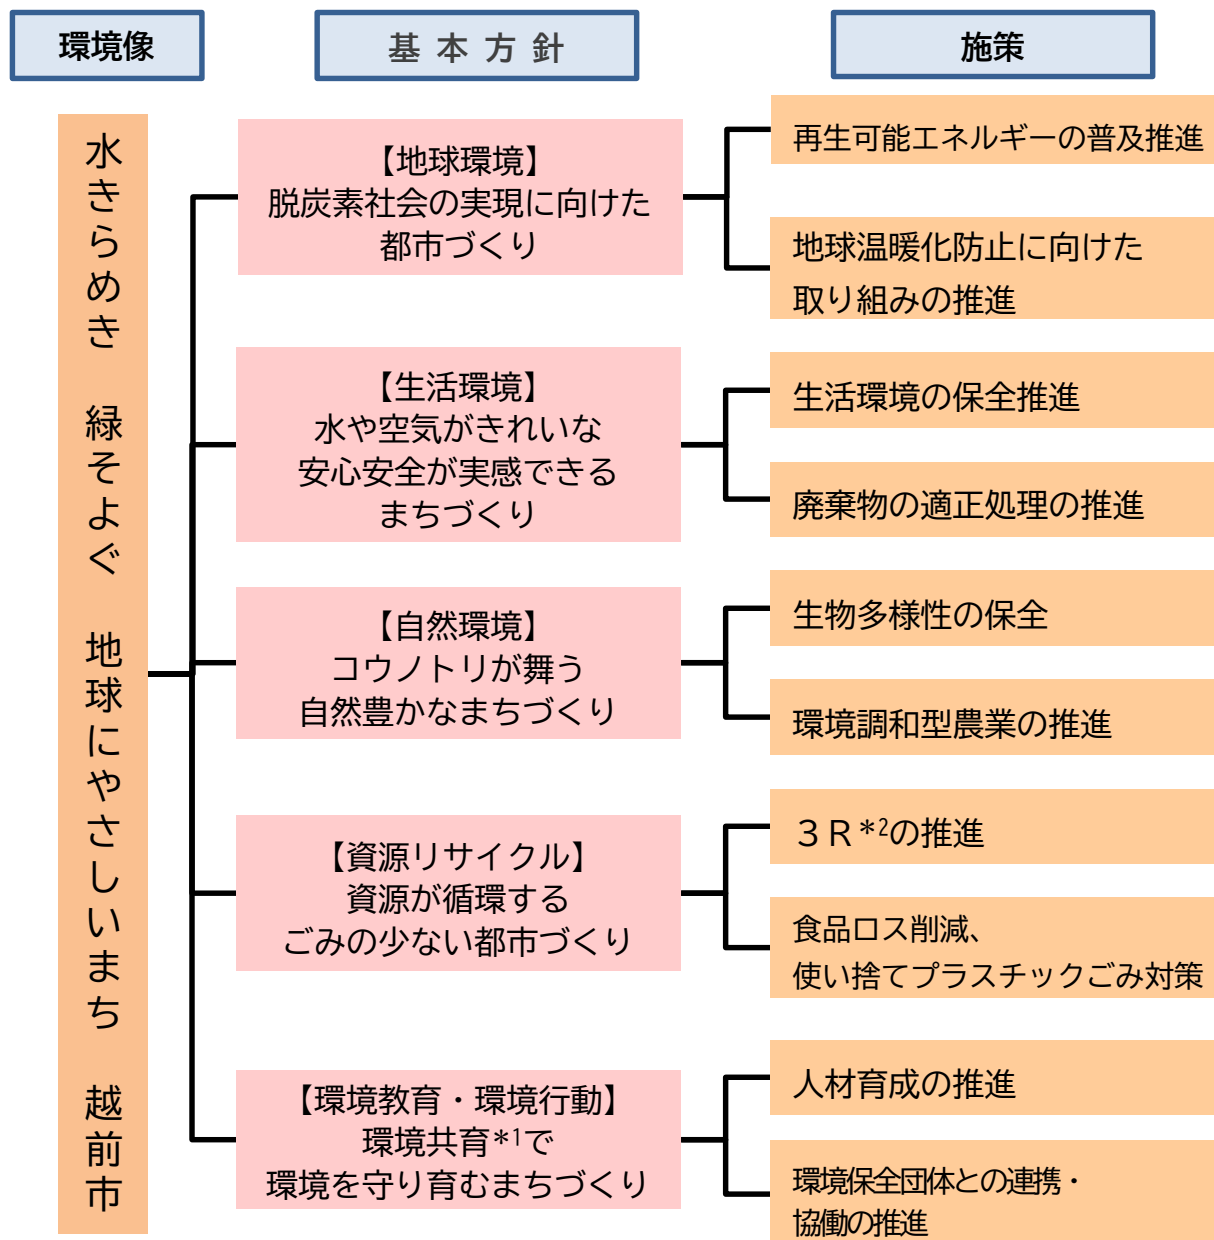 環境像
基本方針
施策
水きらめき　緑そよぐ　地球にやさしいまち　越前市
【地球環境】
脱炭素社会の実現に向けた
都市づくり
再生可能エネルギーの普及推進
地球温暖化防止に向けた
取り組みの推進
【生活環境】
水や空気がきれいな
安心安全が実感できる
まちづくり
生活環境の保全推進
廃棄物の適正処理の推進
【自然環境】
コウノトリが舞う
自然豊かなまちづくり
生物多様性の保全
環境調和型農業の推進
【資源リサイクル】
資源が循環する
ごみの少ない都市づくり
３Ｒ*2の推進
食品ロス削減、
使い捨てプラスチックごみ対策
【環境教育・環境行動】
環境共育*1で
環境を守り育むまちづくり
人材育成の推進
環境保全団体との連携・
協働の推進